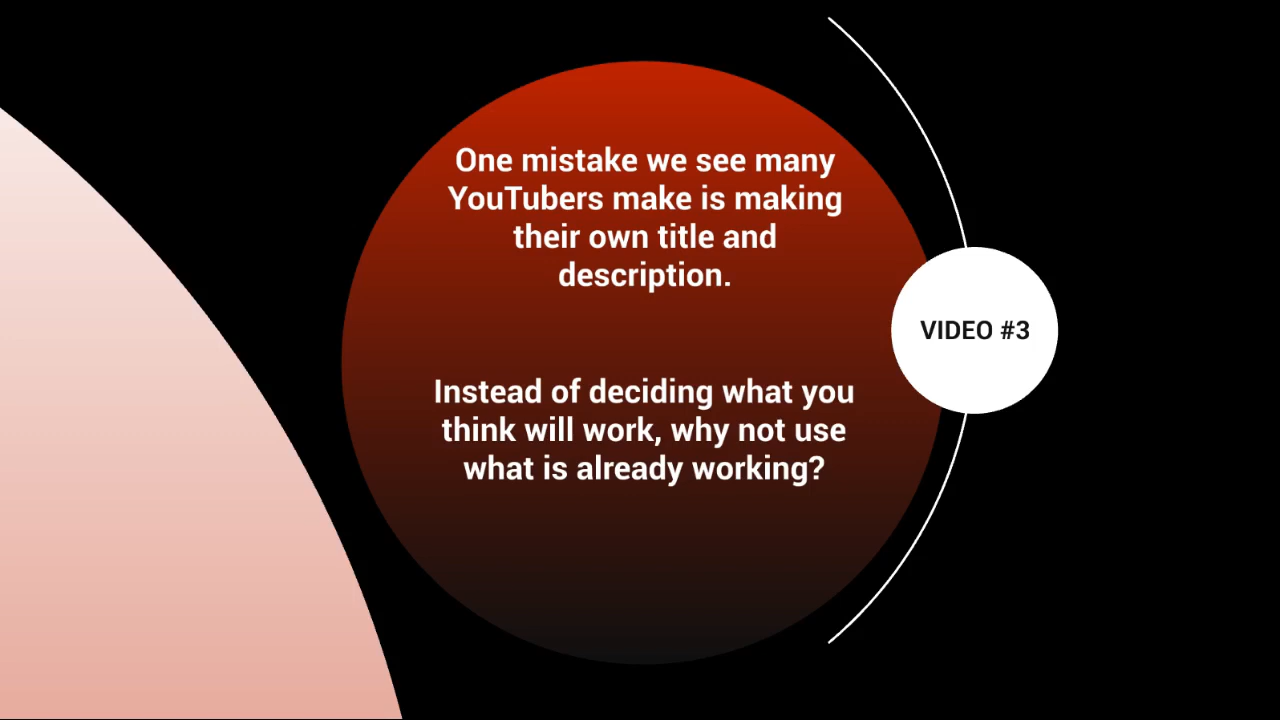 One mistake we see many
YouTubers make is making
their own title and
description.
Instead of deciding what you
think will work, why not use
what is already working?
VIDEO #3